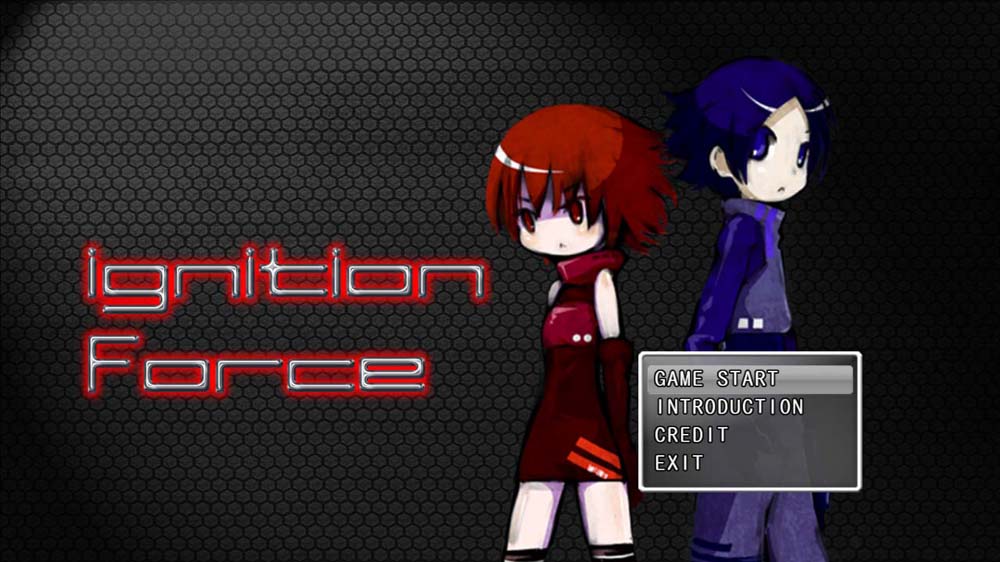 ignition
Force
GAME START
INTRODUCTION
CREDIT
EXIT